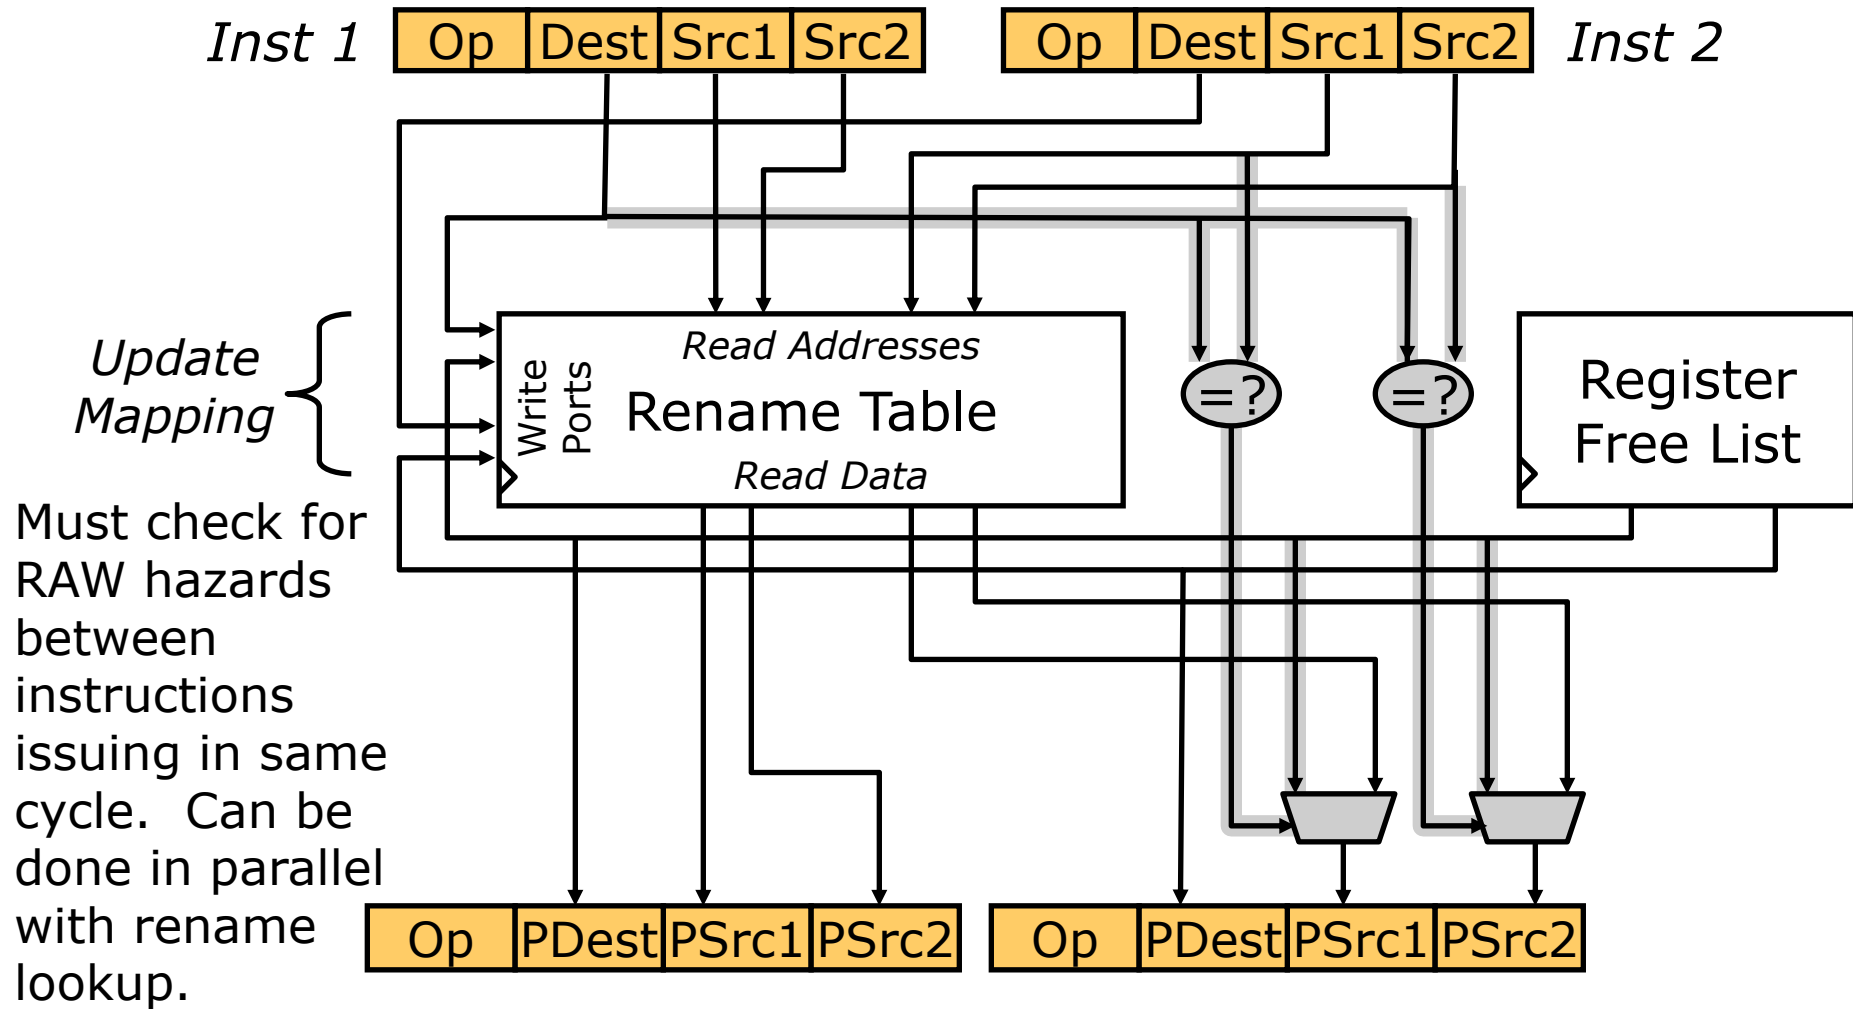 Inst 1 Op Dest Src1 Src2 Op Dest Src1 Src2 Inst 2
Update
Mapping
Write
Ports
Read Addresses
Rename Table
Read Data
=? =?
Register
Free List
Must check for
RAW hazards
between
instructions
issuing in same
cycle.  Can be
done in parallel
with rename
lookup.
Op PDest PSrc1 PSrc2 Op PDest PSrc1 PSrc2